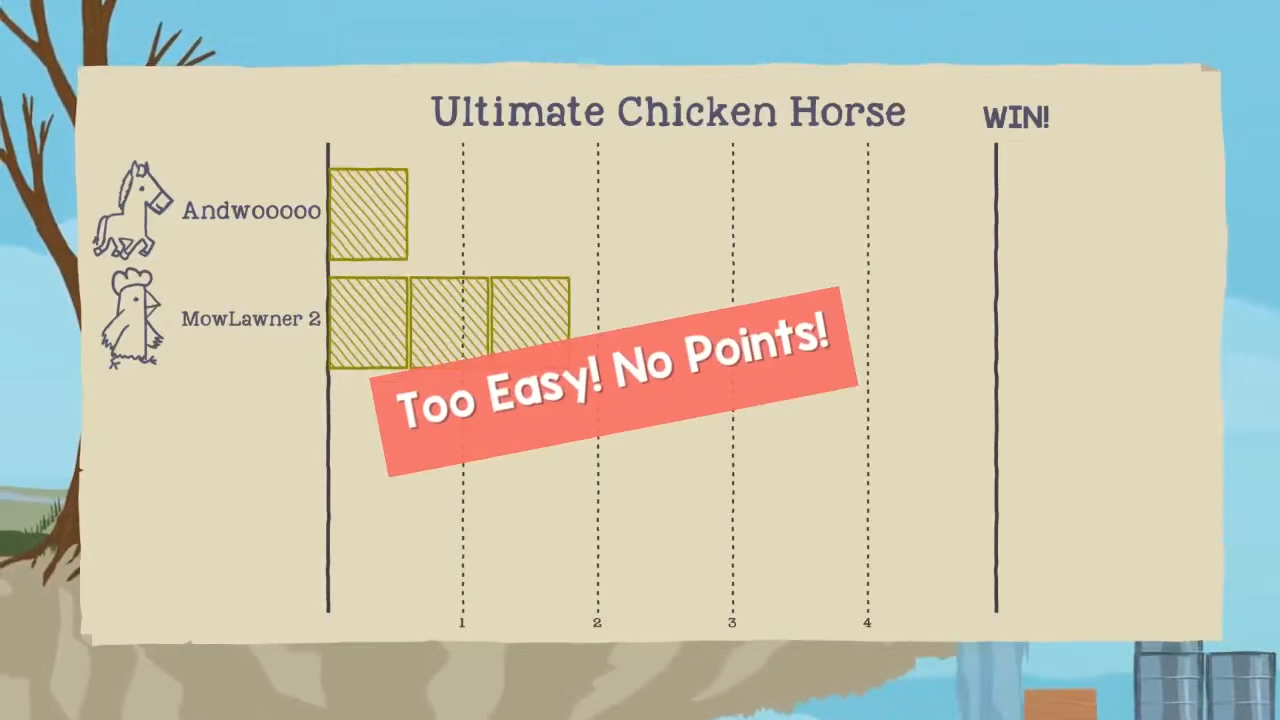 Ultimate Chicken Horse
WIN!
Andwooooo
MowLawner 2
Too Easy! No Points!
1 2 3 4